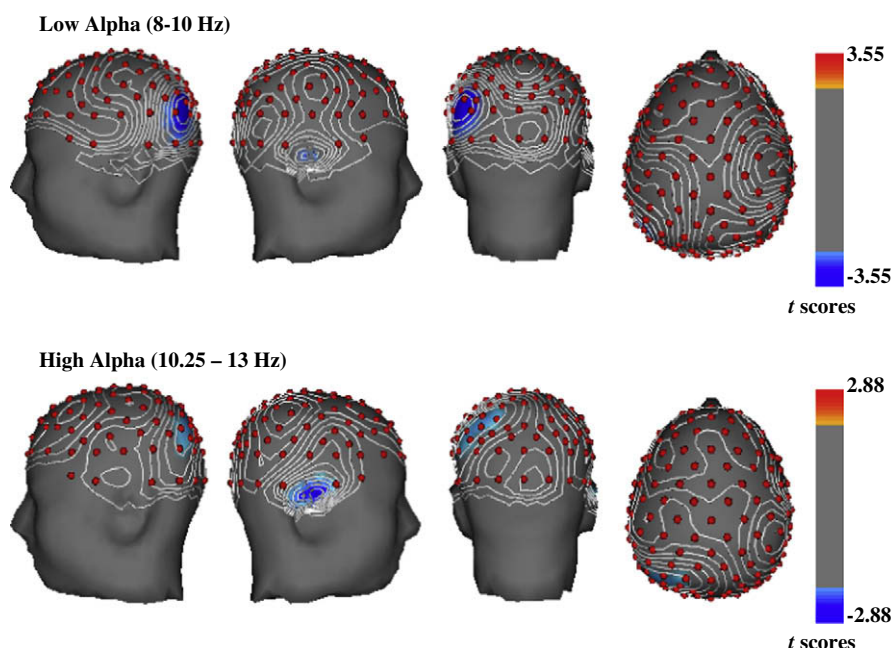 Low Alpha (8-10 Hz)
3.55
-3.55
t scores
High Alpha (10.25 – 13 Hz)
2.88
-2.88
t scores